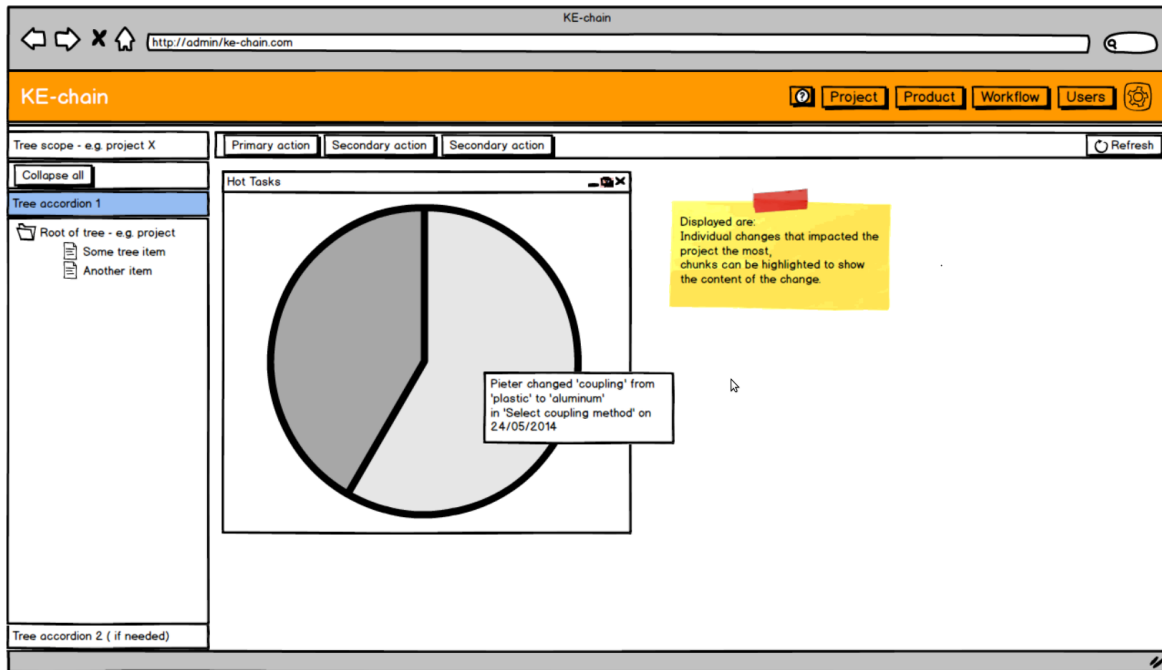 KE-chain
http://admin/ke-chain.com
KE-chain
Project
Product
Workflow
Users
Tree scope - e.g. project X
Primary action
Secondary action
Secondary action
Refresh
Collapse all
Tree accordion 1
Root of tree - e.g. project
Some tree item
Another item
Hot Tasks
Displayed are:
Individual changes that impacted the
project the most,
chunks can be highlighted to show
the content of the change.
Pieter changed 'coupling' from
'plastic' to 'aluminum'
in 'Select coupling method' on
24/05/2014
Tree accordion 2 ( if needed)